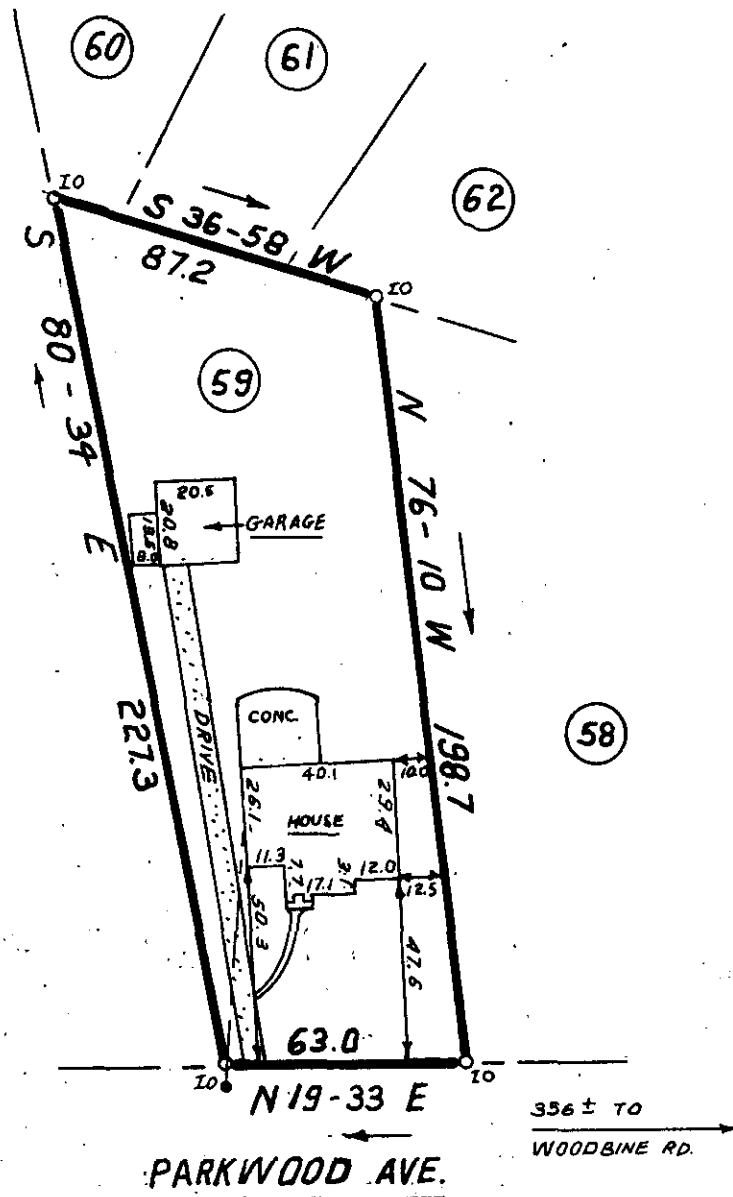 60
61
62
IO
S 36-58 W
87.2
IO
S 80-34 E
227.3
59
N 76-10 W
198.7
20.6
20.8
18.5
8.0
GARAGE
DRIVE
CONC.
58
40.1
10.0
26.1
HOUSE
29.4
11.3
7.7
17.1
3.7
12.0
12.5
50.3
47.6
63.0
IO
IO
N 19-33 E
356 ± TO
WOODBINE RD.
PARKWOOD AVE.